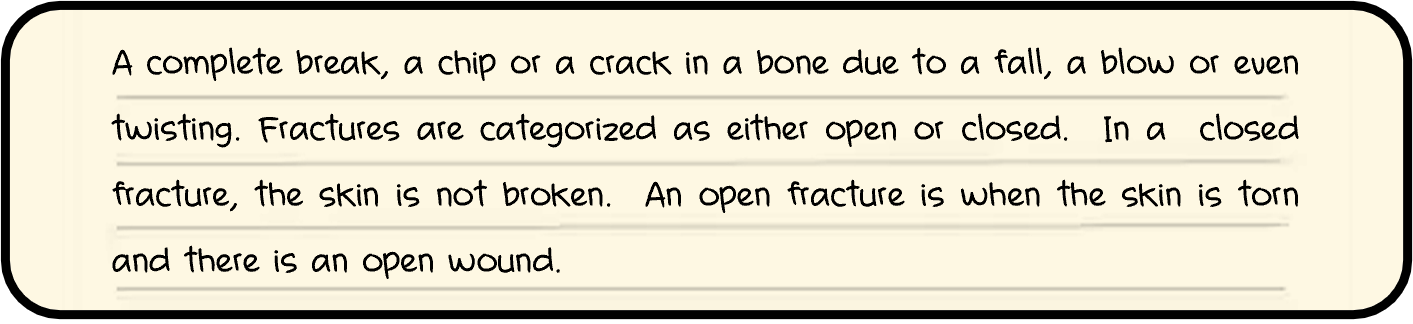 A complete break, a chip or a crack in a bone due to a fall, a blow or even
twisting. Fractures are categorized as either open or closed. In a closed
fracture, the skin is not broken. An open fracture is when the skin is torn
and there is an open wound.